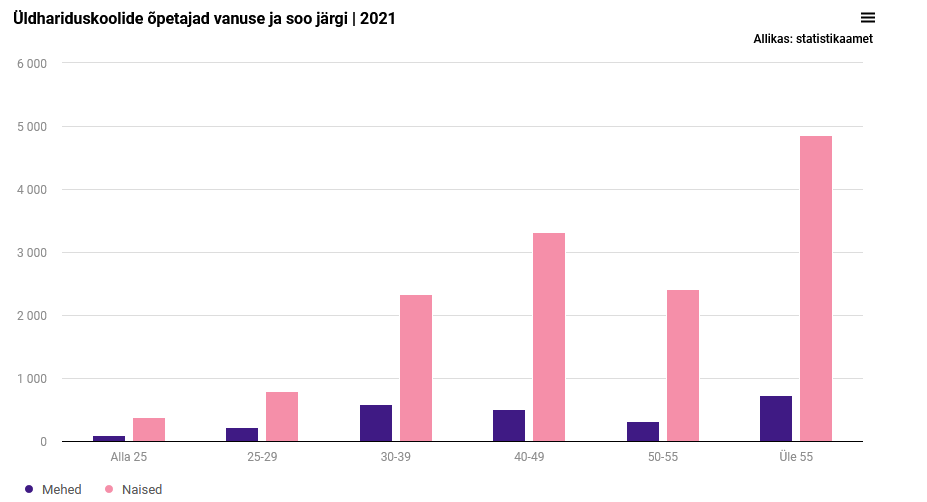 Üldhariduskoolide õpetajad vanuse ja soo järgi | 2021
Allikas: statistikaamet
6 000
5 000
4 000
3 000
2 000
1 000
0
Alla 25 25-29 30-39 40-49 50-55 Üle 55
Mehed Naised